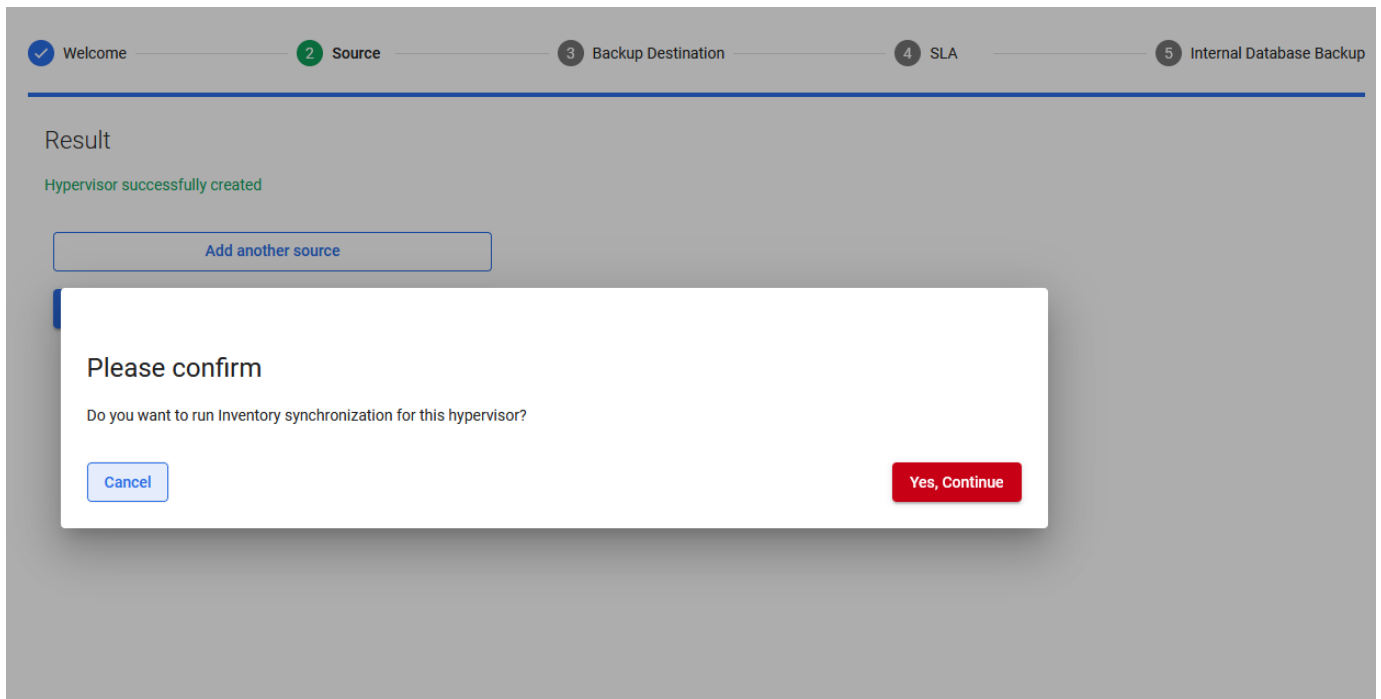 Welcome
2 Source
3 Backup Destination
4 SLA
5 Internal Database Backup
Result
Hypervisor successfully created
Add another source
Please confirm
Do you want to run Inventory synchronization for this hypervisor?
Cancel
Yes, Continue